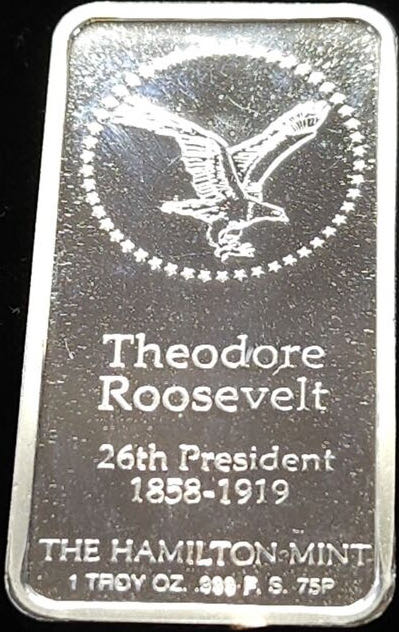 Theodore
Roosevelt
26th President
1858-1919
THE HAMILTON MINT
1 TROY OZ. .999 F. S. 75P